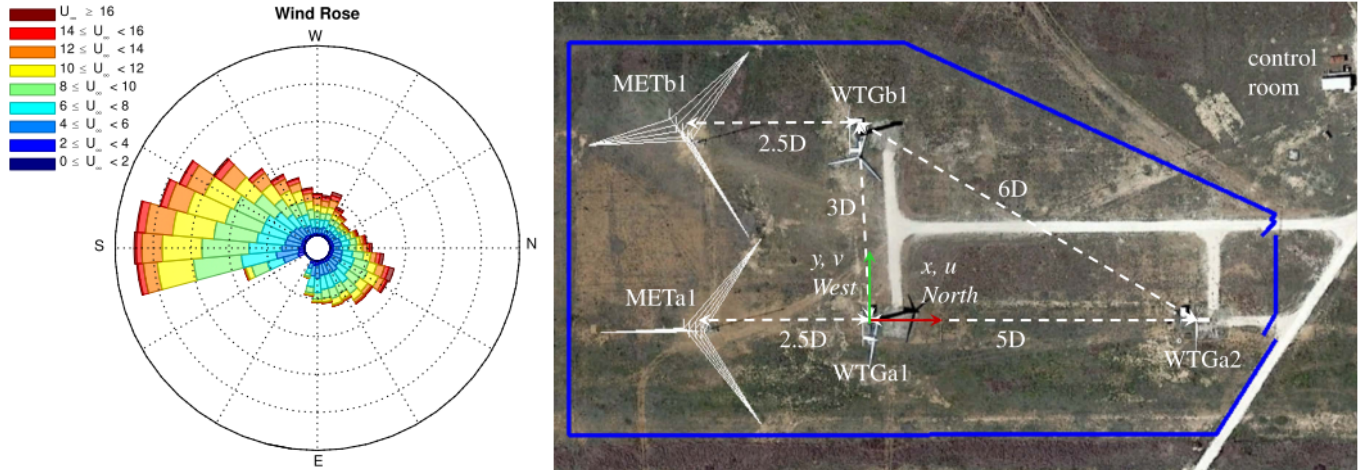 Wind Rose
U∞ ≥ 16
14 ≤ U∞ < 16
12 ≤ U∞ < 14
10 ≤ U∞ < 12
8 ≤ U∞ < 10
6 ≤ U∞ < 8
4 ≤ U∞ < 6
2 ≤ U∞ < 4
0 ≤ U∞ < 2
W
S
N
E
METb1
WTGb1
control
room
2.5D
6D
3D
y, v
West
x, u
North
METa1
2.5D
5D
WTGa1
WTGa2